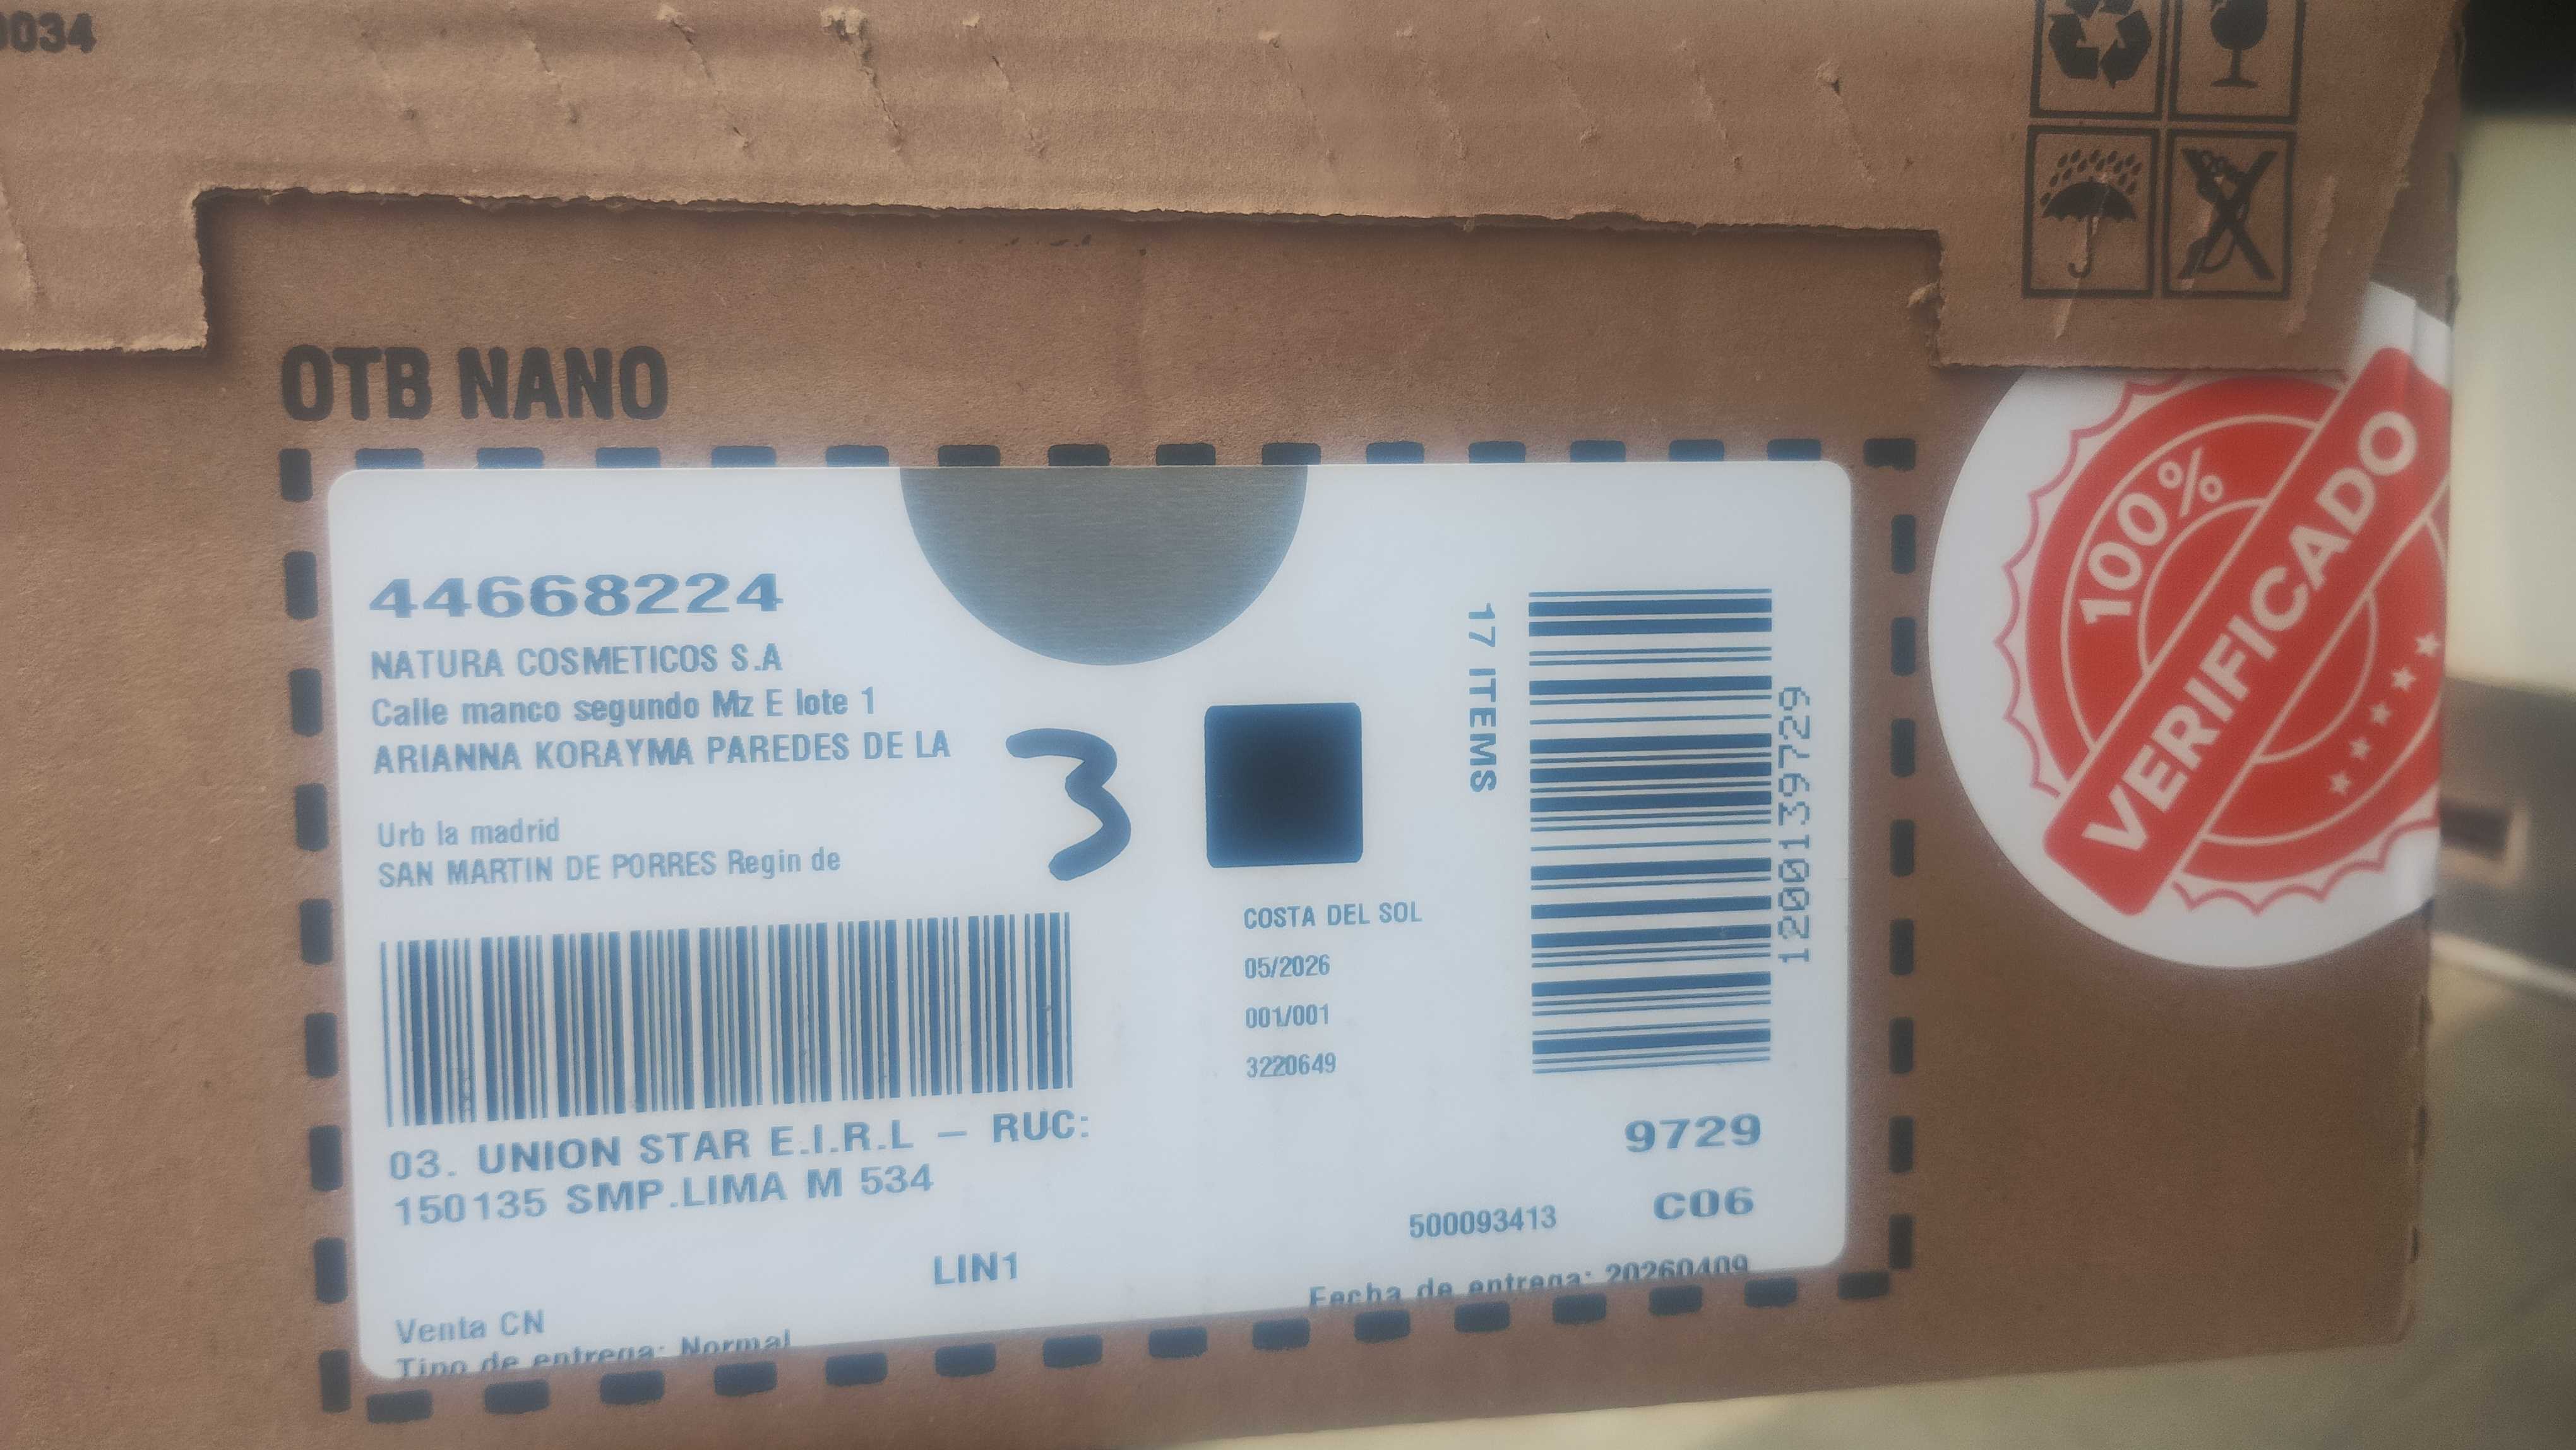 0034
OTB NANO
44668224
NATURA COSMETICOS S.A
Calle manco segundo Mz E lote 1
ARIANNA KORAYMA PAREDES DE LA
3
Urb la madrid
SAN MARTIN DE PORRES Regin de
03. UNION STAR E.I.R.L – RUC:
150135 SMP.LIMA M 534
LIN1
Venta CN
Tipo de entrega: Normal
17 ITEMS
120013972​9
COSTA DEL SOL
05/2026
001/001
3220649
9729
C06
500093413
Fecha de entrega: 20260409
100%
VERIFICADO